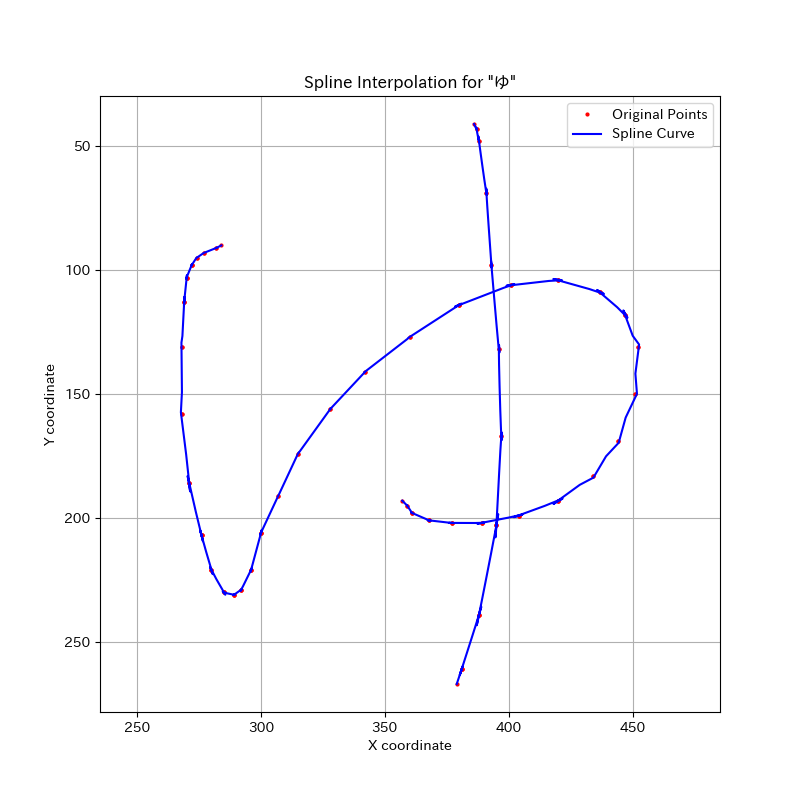 Spline Interpolation for "ゆ"
Original Points
Spline Curve
50
100
150
200
250
Y coordinate
250
300
350
400
450
X coordinate
ゆ